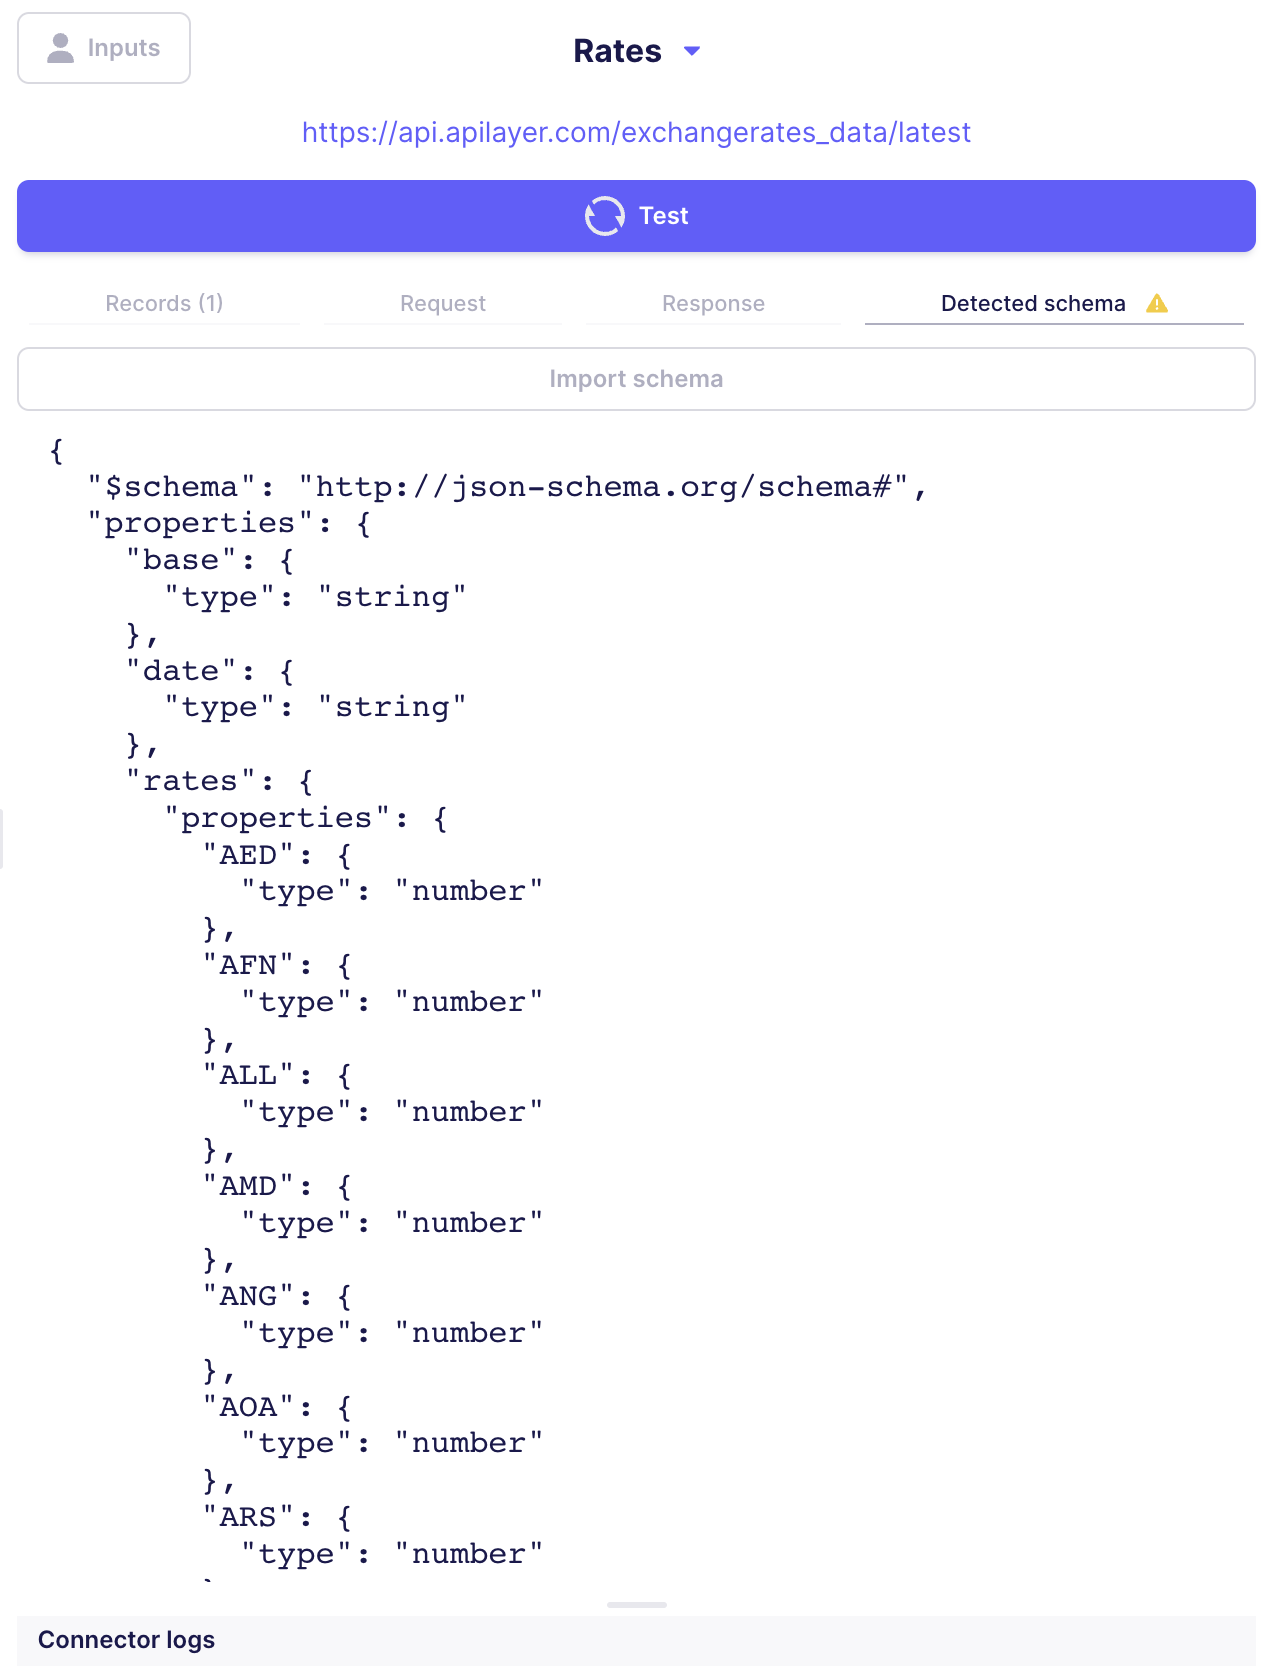 Inputs
Rates
https://api.apilayer.com/exchangerates_data/latest
Test
Records (1) Request Response Detected schema
Import schema
{
  "$schema": "http://json-schema.org/schema#",
  "properties": {
    "base": {
      "type": "string"
    },
    "date": {
      "type": "string"
    },
    "rates": {
      "properties": {
        "AED": {
          "type": "number"
        },
        "AFN": {
          "type": "number"
        },
        "ALL": {
          "type": "number"
        },
        "AMD": {
          "type": "number"
        },
        "ANG": {
          "type": "number"
        },
        "AOA": {
          "type": "number"
        },
        "ARS": {
          "type": "number"
Connector logs